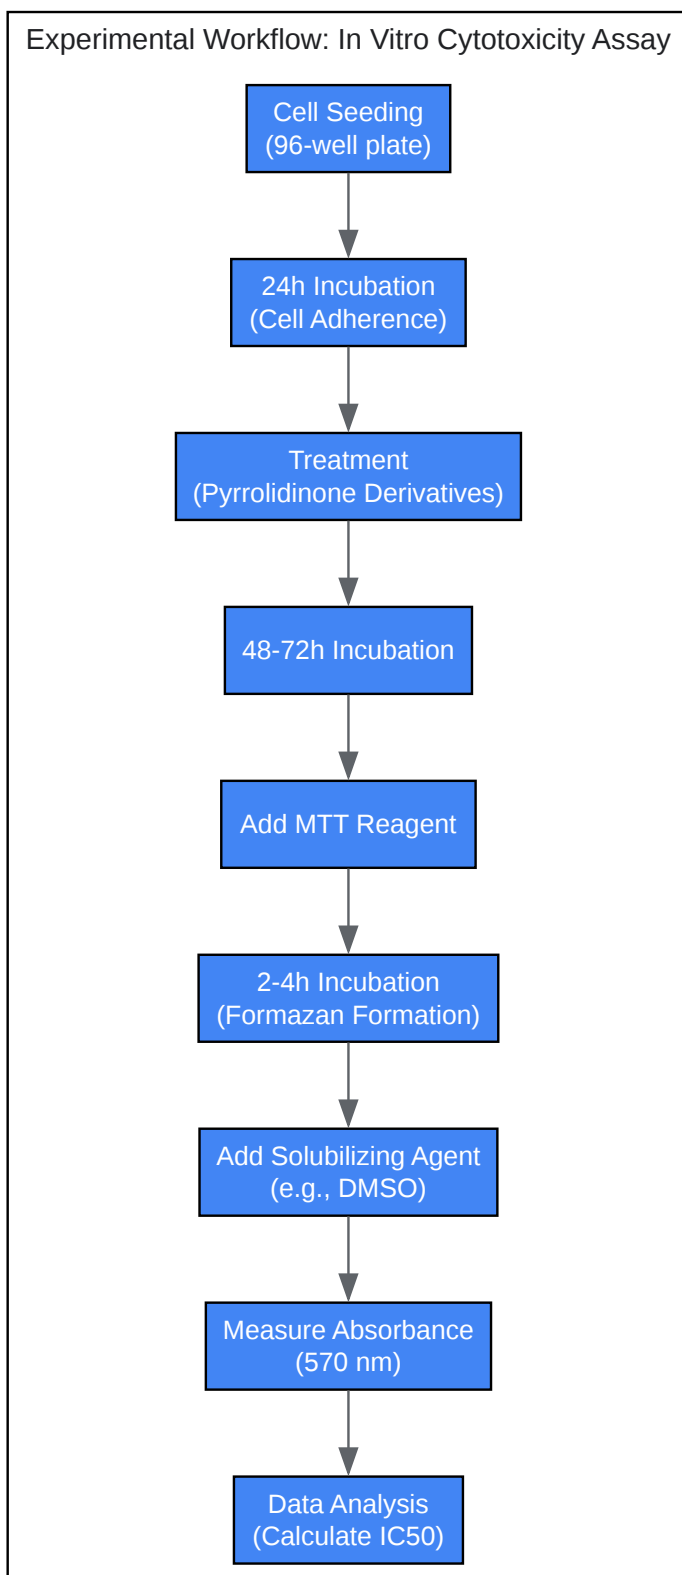 Experimental Workflow: In Vitro Cytotoxicity Assay
Cell Seeding
(96-well plate)
24h Incubation
(Cell Adherence)
Treatment
(Pyrrolidinone Derivatives)
48-72h Incubation
Add MTT Reagent
2-4h Incubation
(Formazan Formation)
Add Solubilizing Agent
(e.g., DMSO)
Measure Absorbance
(570 nm)
Data Analysis
(Calculate IC50)